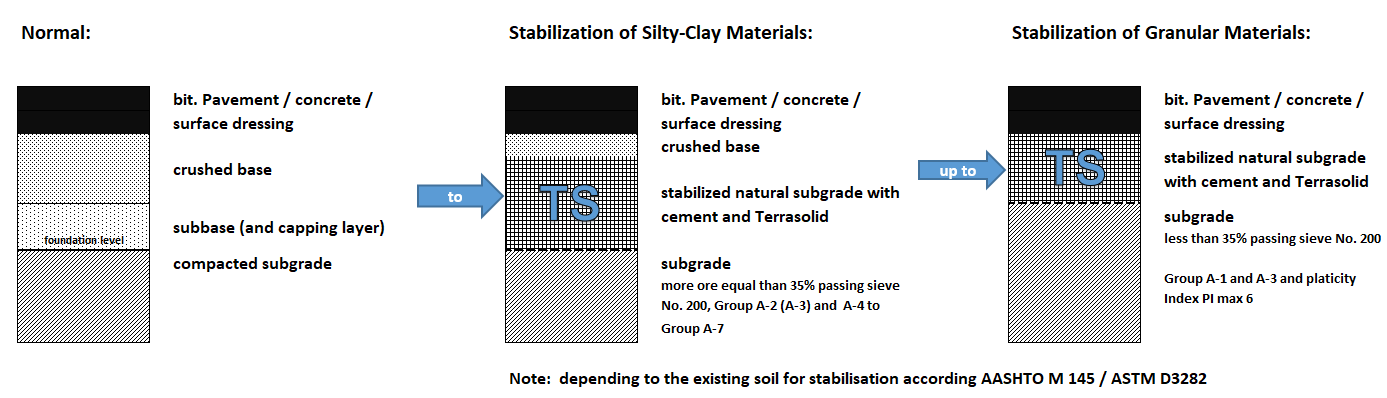 Normal:
bit. Pavement / concrete /
surface dressing
crushed base
subbase (and capping layer)
foundation level
compacted subgrade
to
Stabilization of Silty-Clay Materials:
bit. Pavement / concrete /
surface dressing
crushed base
TS
stabilized natural subgrade with
cement and Terrasolid
subgrade
more ore equal than 35% passing sieve
No. 200, Group A-2 (A-3) and A-4 to
Group A-7
up to
Stabilization of Granular Materials:
bit. Pavement / concrete /
surface dressing
TS
stabilized natural subgrade
with cement and Terrasolid
subgrade
less than 35% passing sieve No. 200
Group A-1 and A-3 and platicity
Index PI max 6
Note: depending to the existing soil for stabilisation according AASHTO M 145 / ASTM D3282